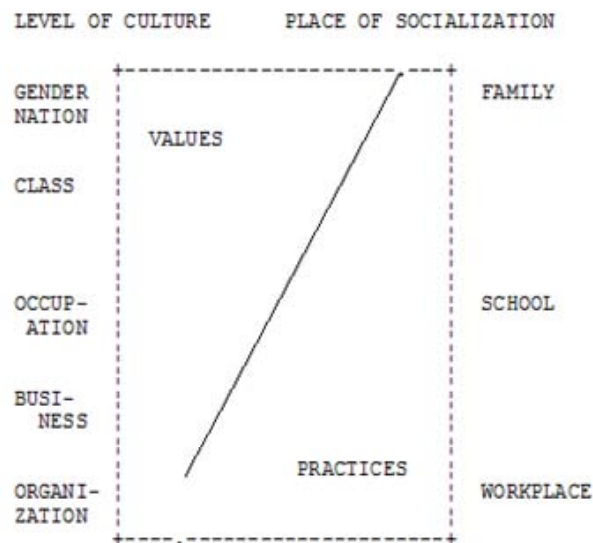 LEVEL OF CULTURE PLACE OF SOCIALIZATION
GENDER FAMILY
NATION
VALUES
CLASS
OCCUP- SCHOOL
ATION
BUSI-
NESS
PRACTICES
ORGANI- WORKPLACE
ZATION